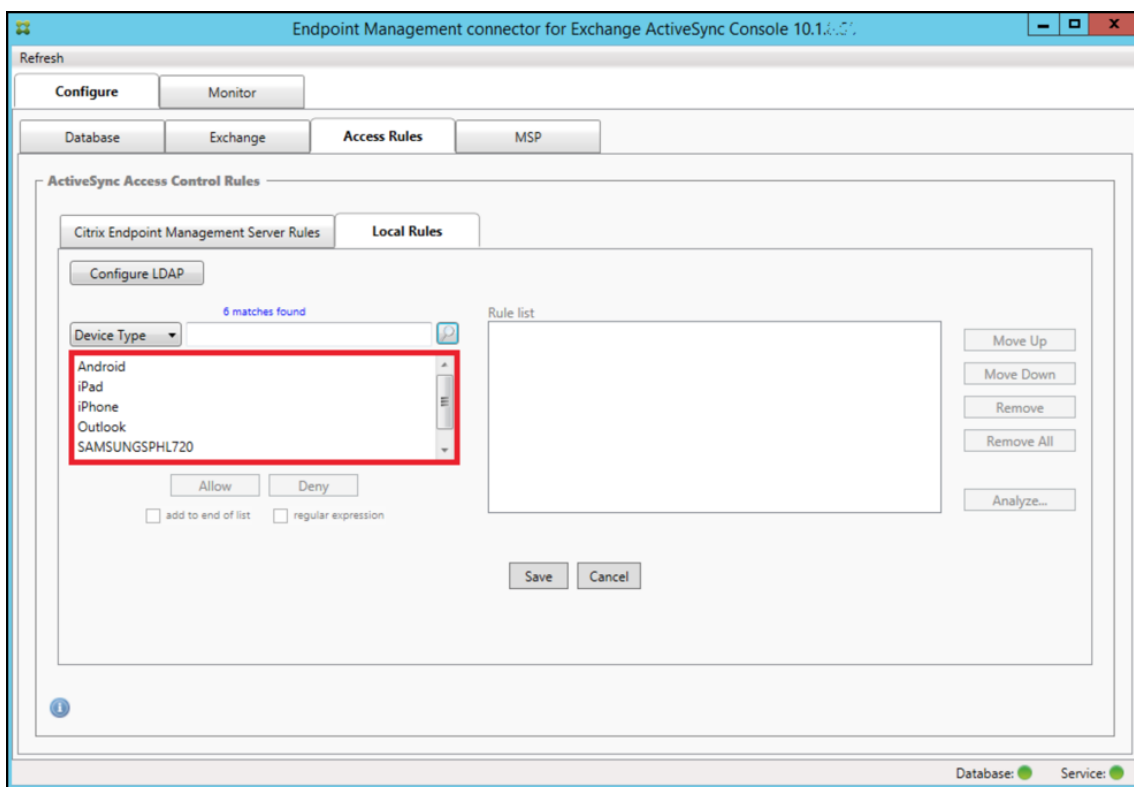 Endpoint Management connector for Exchange ActiveSync Console 10.1.
Refresh
Configure Monitor
Database Exchange Access Rules MSP
ActiveSync Access Control Rules
Citrix Endpoint Management Server Rules Local Rules
Configure LDAP
6 matches found
Rule list
Device Type
Android
iPad
iPhone
Outlook
SAMSUNGSPHL720
Move Up
Move Down
Remove
Remove All
Allow Deny
Analyze...
add to end of list regular expression
Save Cancel
Database: Service: